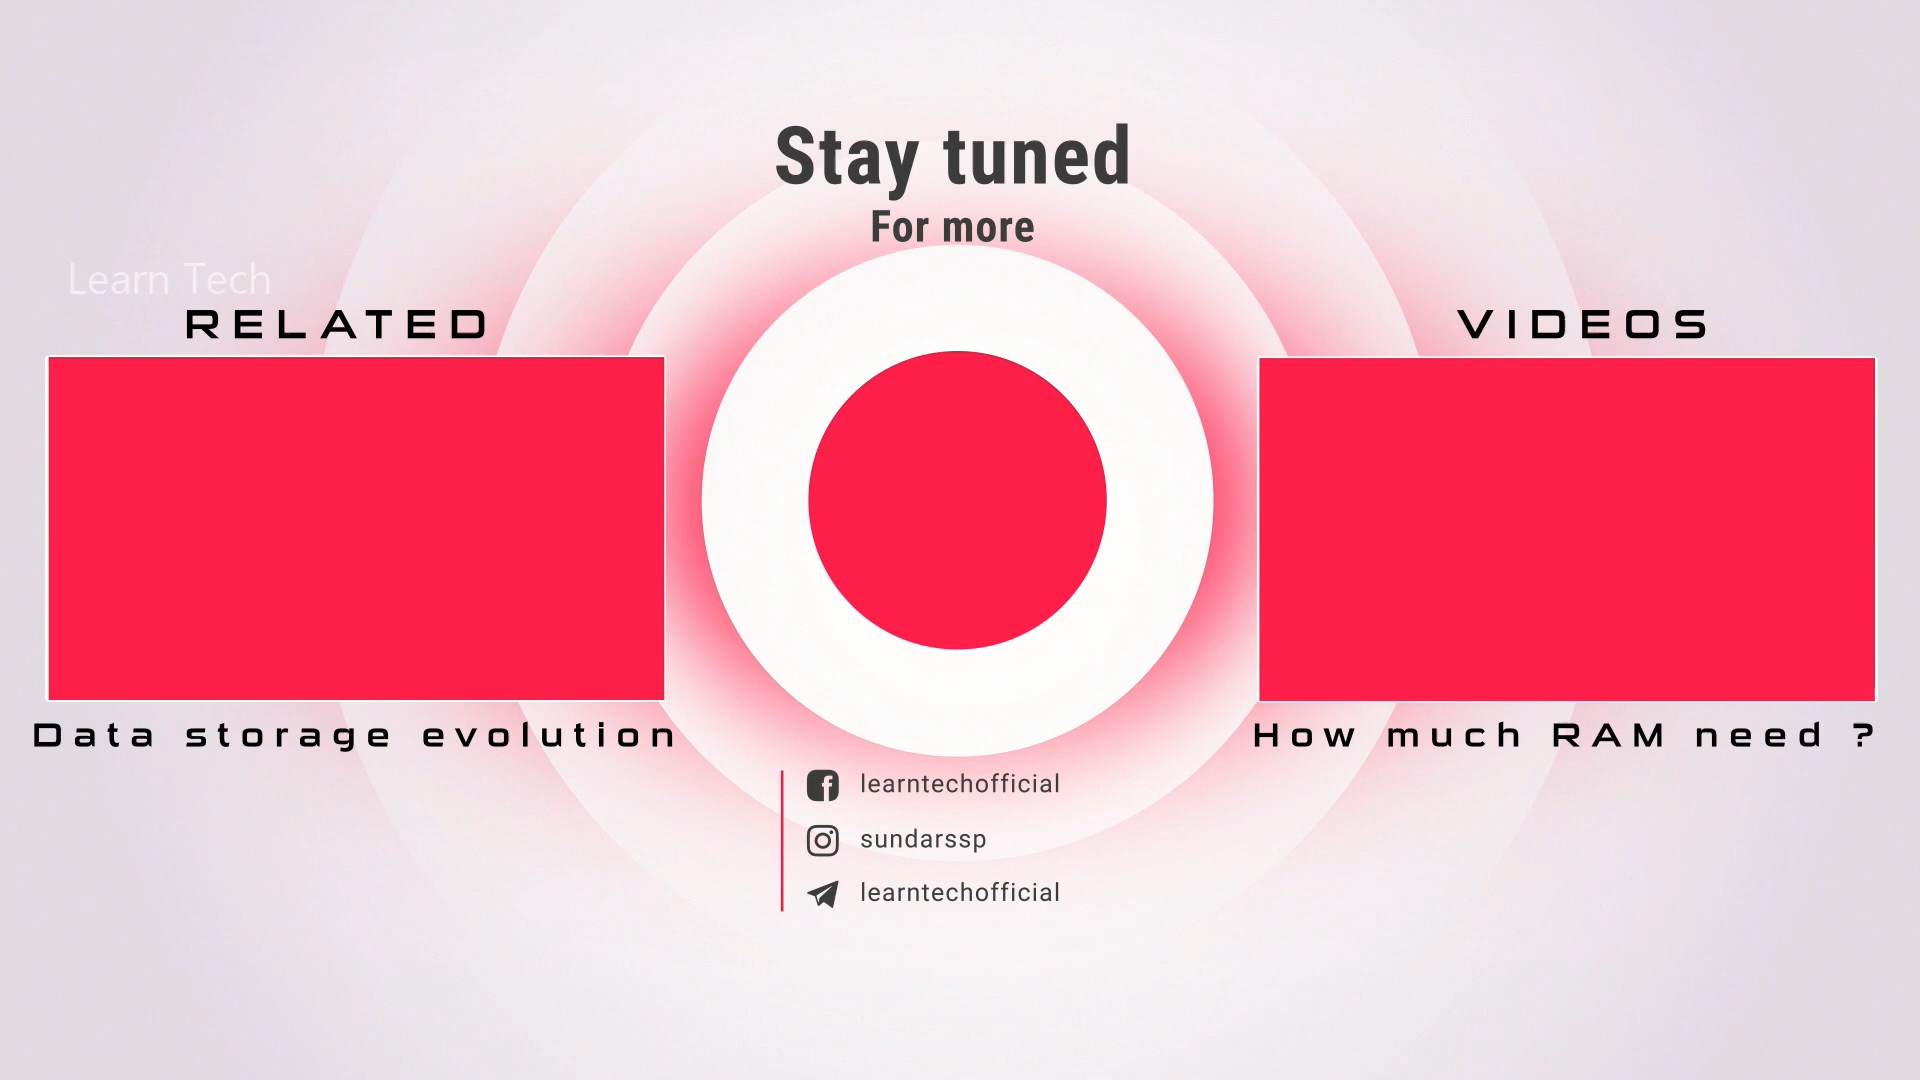 Stay tuned
For more
Learn Tech
RELATED
VIDEOS
Data storage evolution
How much RAM need ?
learntechofficial
sundarssp
learntechofficial